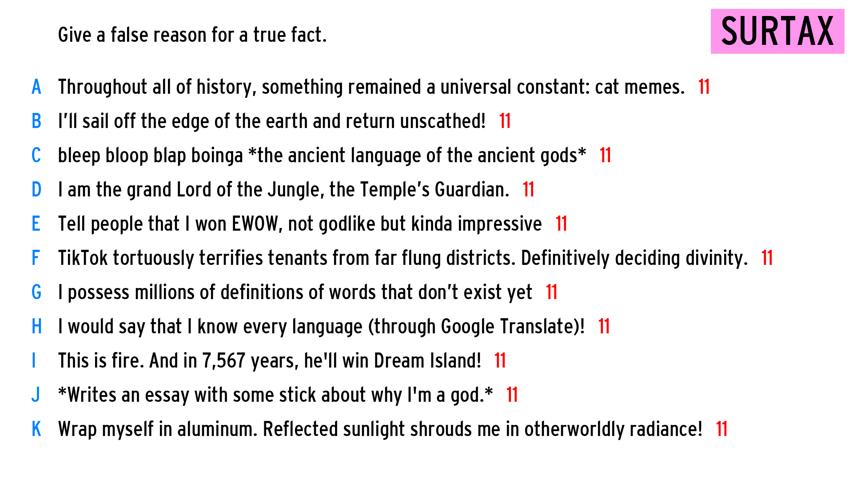 Give a false reason for a true fact.
SURTAX
A Throughout all of history, something remained a universal constant: cat memes. 11
B I'll sail off the edge of the earth and return unscathed! 11
C bleep bloop blap boinga *the ancient language of the ancient gods* 11
D I am the grand Lord of the Jungle, the Temple's Guardian. 11
E Tell people that I won EWOW, not godlike but kinda impressive 11
F TikTok tortuously terrifies tenants from far flung districts. Definitively deciding divinity. 11
G I possess millions of definitions of words that don't exist yet 11
H I would say that I know every language (through Google Translate)! 11
I This is fire. And in 7,567 years, he'll win Dream Island! 11
J *Writes an essay with some stick about why I'm a god.* 11
K Wrap myself in aluminum. Reflected sunlight shrouds me in otherworldly radiance! 11